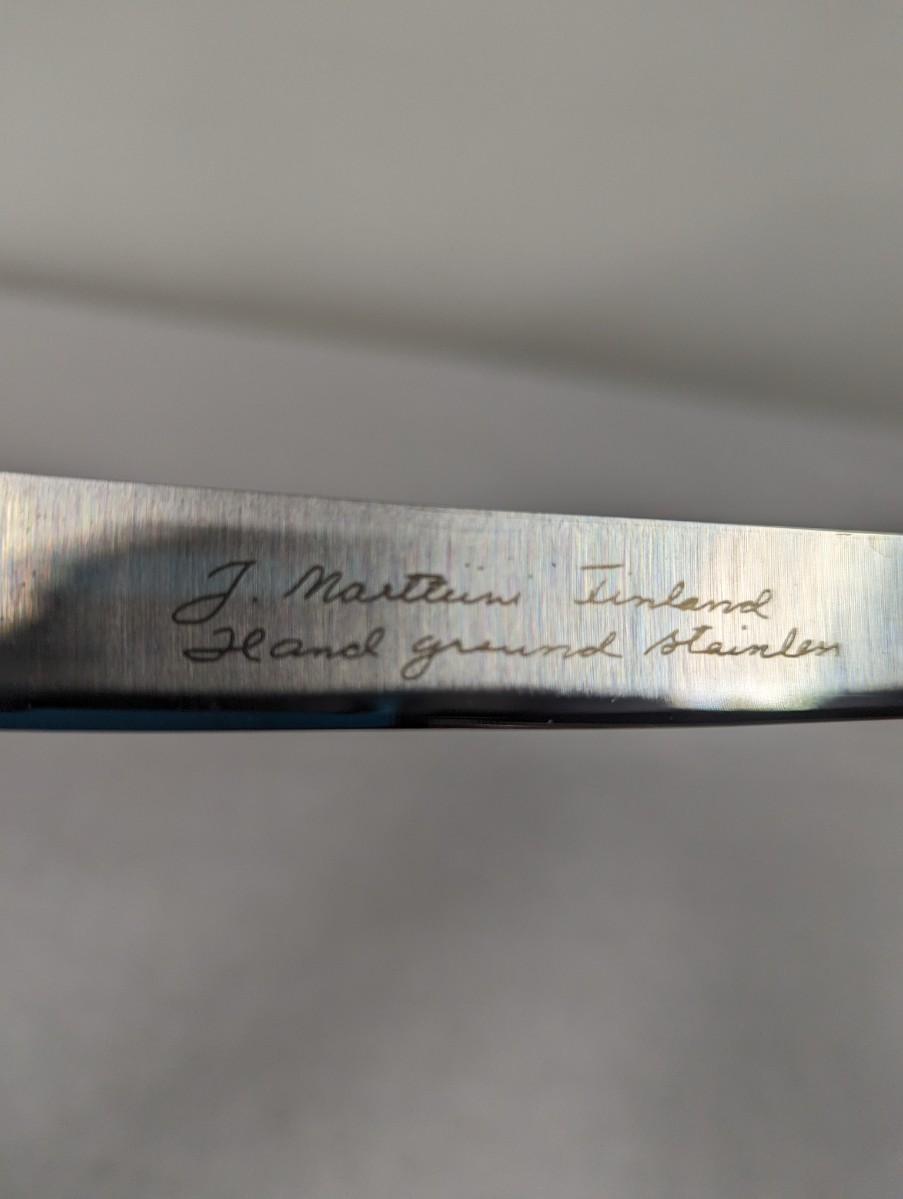 J. Marttiini Finland
Hand ground stainless